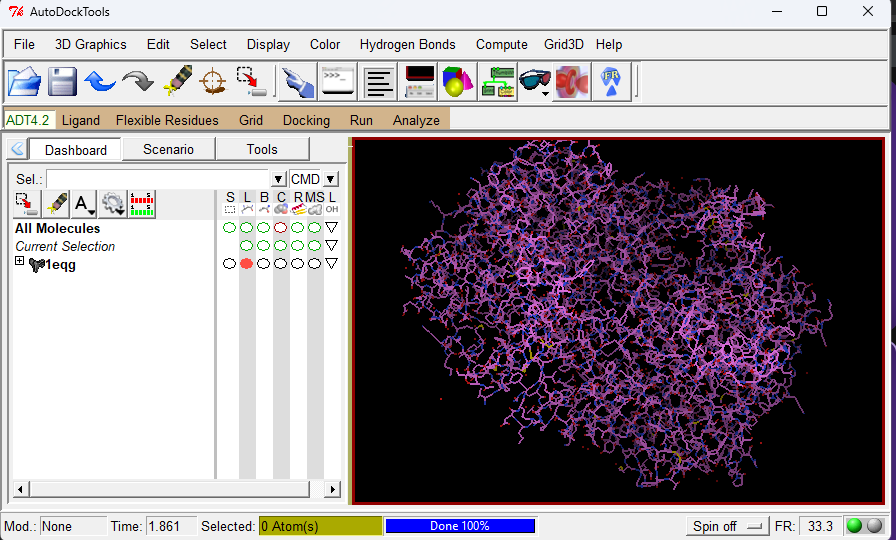 AutoDockTools
File 3D Graphics Edit Select Display Color Hydrogen Bonds Compute Grid3D Help
>>>
FR
ADT4.2 Ligand Flexible Residues Grid Docking Run Analyze
Dashboard Scenario Tools
Sel.: CMD
S L B C R MS L
A OH
All Molecules
Current Selection
1eqg
Mod.: None Time: 1.861 Selected: 0 Atom(s) Done 100% Spin off FR: 33.3